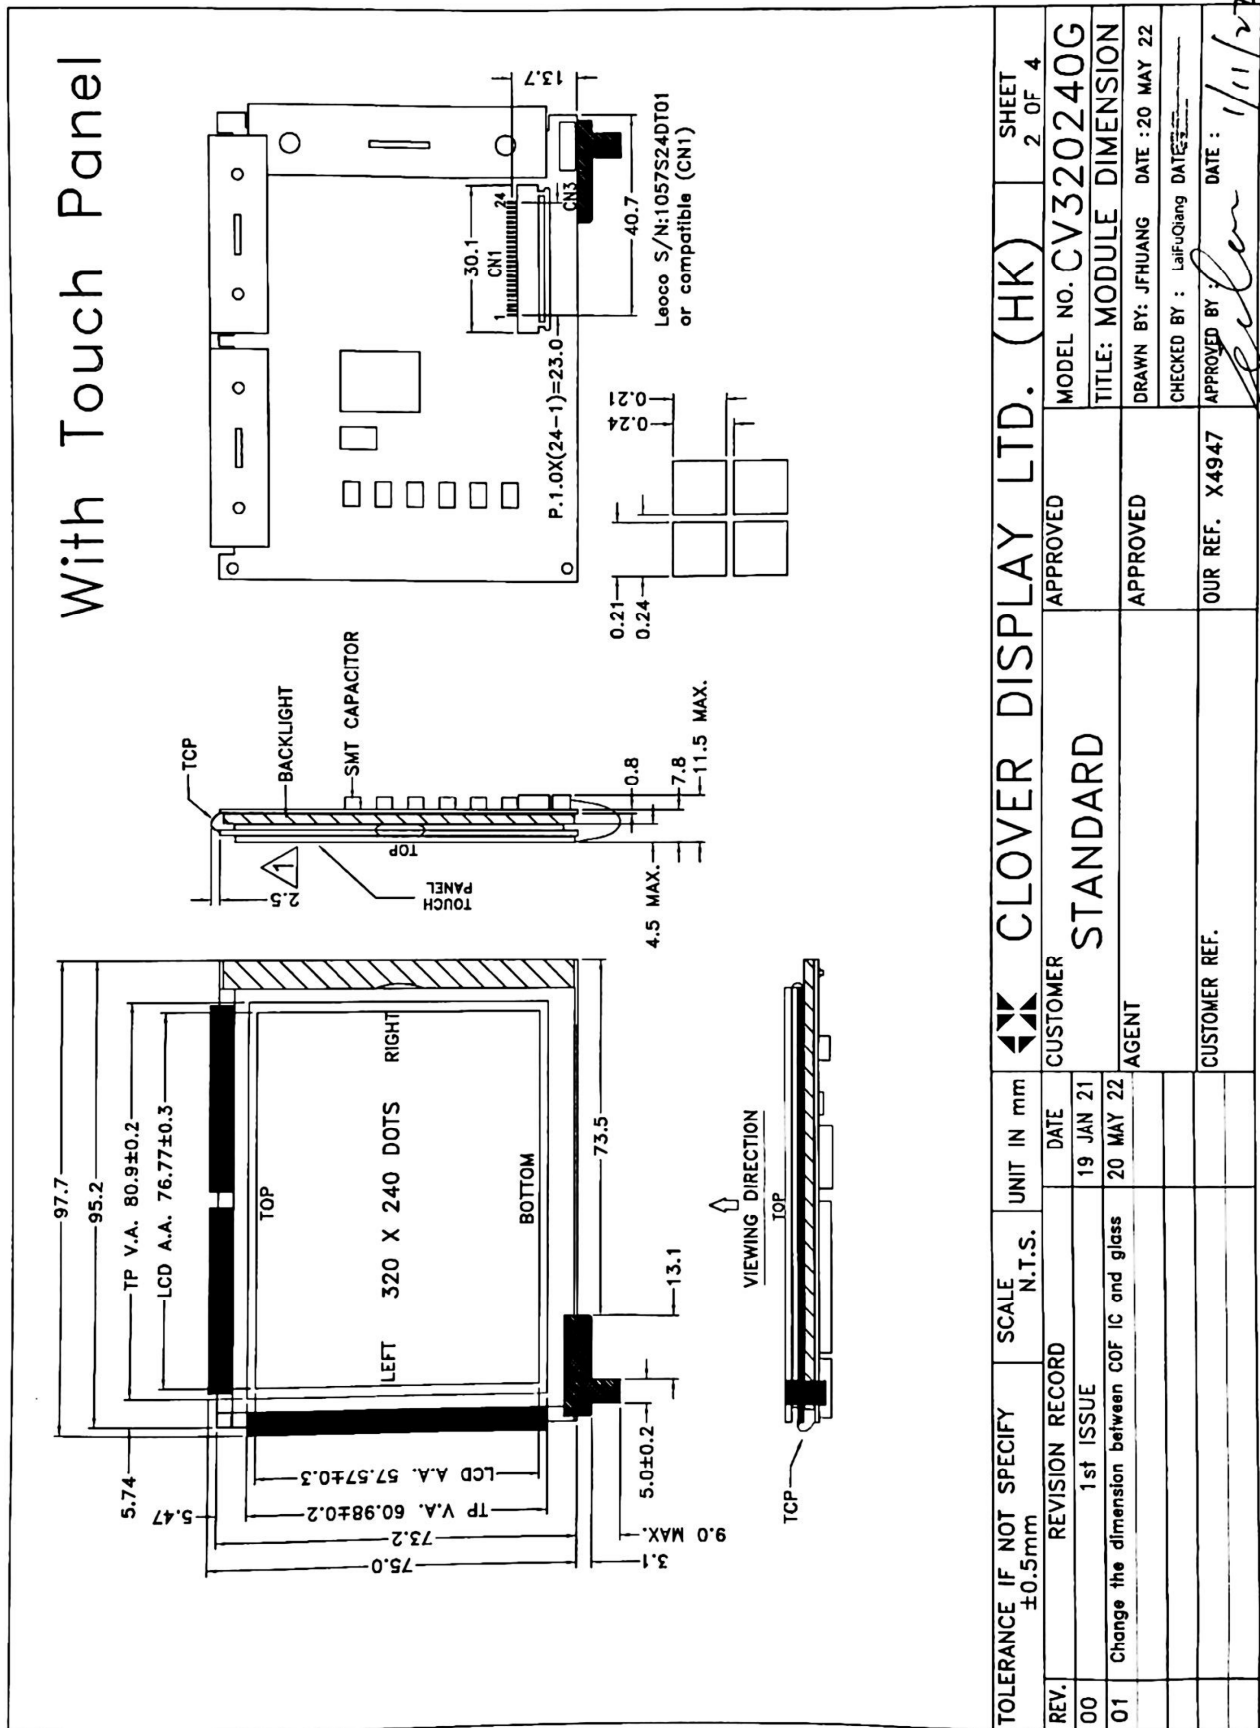 With Touch Panel
97.7
95.2
TP V.A. 80.9±0.2
LCD A.A. 76.77±0.3
5.74
5.47
TOP
LEFT
320 X 240 DOTS
RIGHT
BOTTOM
LCD A.A. 57.57±0.3
TP V.A. 60.98±0.2
73.2
75.0
5.0±0.2
9.0 MAX.
3.1
13.1
73.5
TCP
BACKLIGHT
SMT CAPACITOR
2.5
1
TOP
TOUCH
PANEL
4.5 MAX.
0.8
7.8
11.5 MAX.
13.7
30.1
CN1
1
24
CN3
P.1.0X(24-1)=23.0
40.7
Leoco S/N:1057S24DT01
or compatible (CN1)
0.21
0.24
0.21
0.24
VIEWING DIRECTION
TOP
TCP
TOLERANCE IF NOT SPECIFY
±0.5mm
SCALE
N.T.S.
UNIT IN mm
CLOVER DISPLAY LTD. (HK)
SHEET
2 OF 4
REV.
REVISION RECORD
DATE
00
1st ISSUE
19 JAN 21
01
Change the dimension between COF IC and glass
20 MAY 22
CUSTOMER
STANDARD
AGENT
CUSTOMER REF.
APPROVED
APPROVED
OUR REF. X4947
MODEL NO. CV320240G
TITLE: MODULE DIMENSION
DRAWN BY: JFHUANG DATE :20 MAY 22
CHECKED BY : LaiFuQiang DATE
APPROVED BY : DATE :